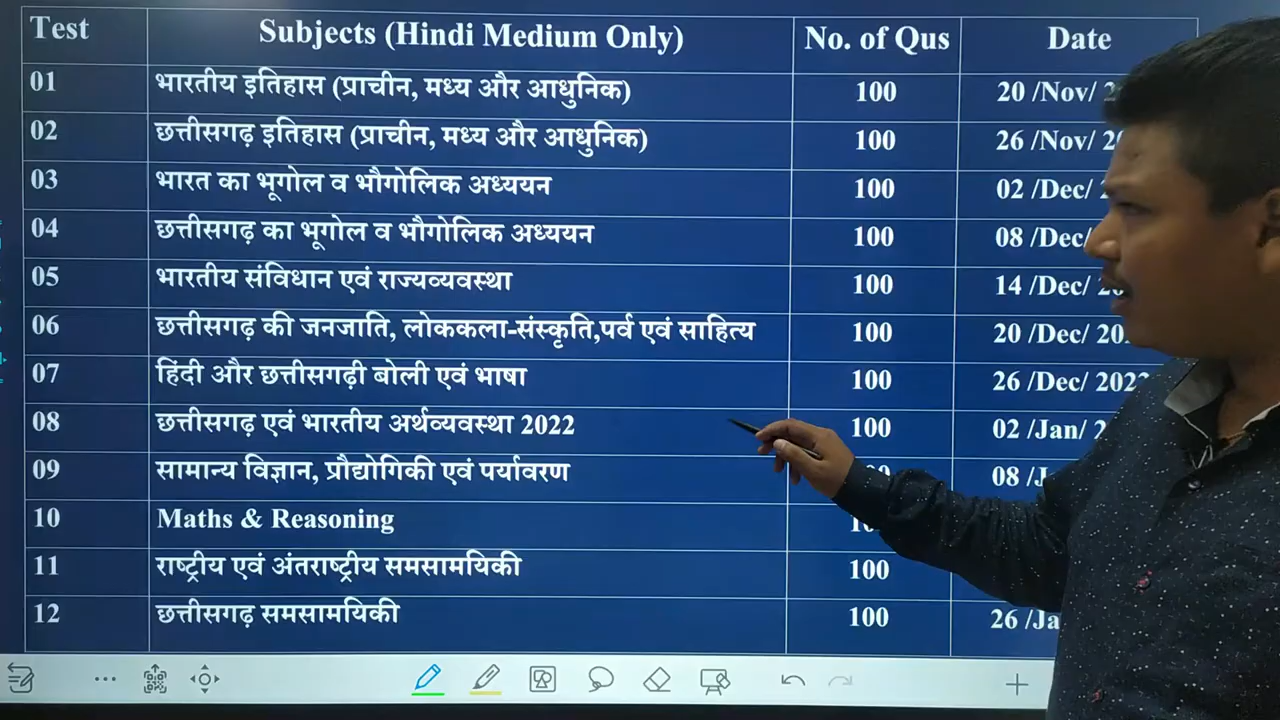 Test Subjects (Hindi Medium Only) No. of Qus Date
01 भारतीय इतिहास (प्राचीन, मध्य और आधुनिक) 100 20 /Nov/
02 छत्तीसगढ़ इतिहास (प्राचीन, मध्य और आधुनिक) 100 26 /Nov/
03 भारत का भूगोल व भौगोलिक अध्ययन 100 02 /Dec/
04 छत्तीसगढ़ का भूगोल व भौगोलिक अध्ययन 100 08 /Dec/
05 भारतीय संविधान एवं राज्यव्यवस्था 100 14 /Dec/
06 छत्तीसगढ़ की जनजाति, लोककला-संस्कृति,पर्व एवं साहित्य 100 20 /Dec/
07 हिंदी और छत्तीसगढ़ी बोली एवं भाषा 100 26 /Dec/ 2022
08 छत्तीसगढ़ एवं भारतीय अर्थव्यवस्था 2022 100 02 /Jan/
09 सामान्य विज्ञान, प्रौद्योगिकी एवं पर्यावरण 08
10 Maths & Reasoning
11 राष्ट्रीय एवं अंतराष्ट्रीय समसामयिकी 100
12 छत्तीसगढ़ समसामयिकी 100 26